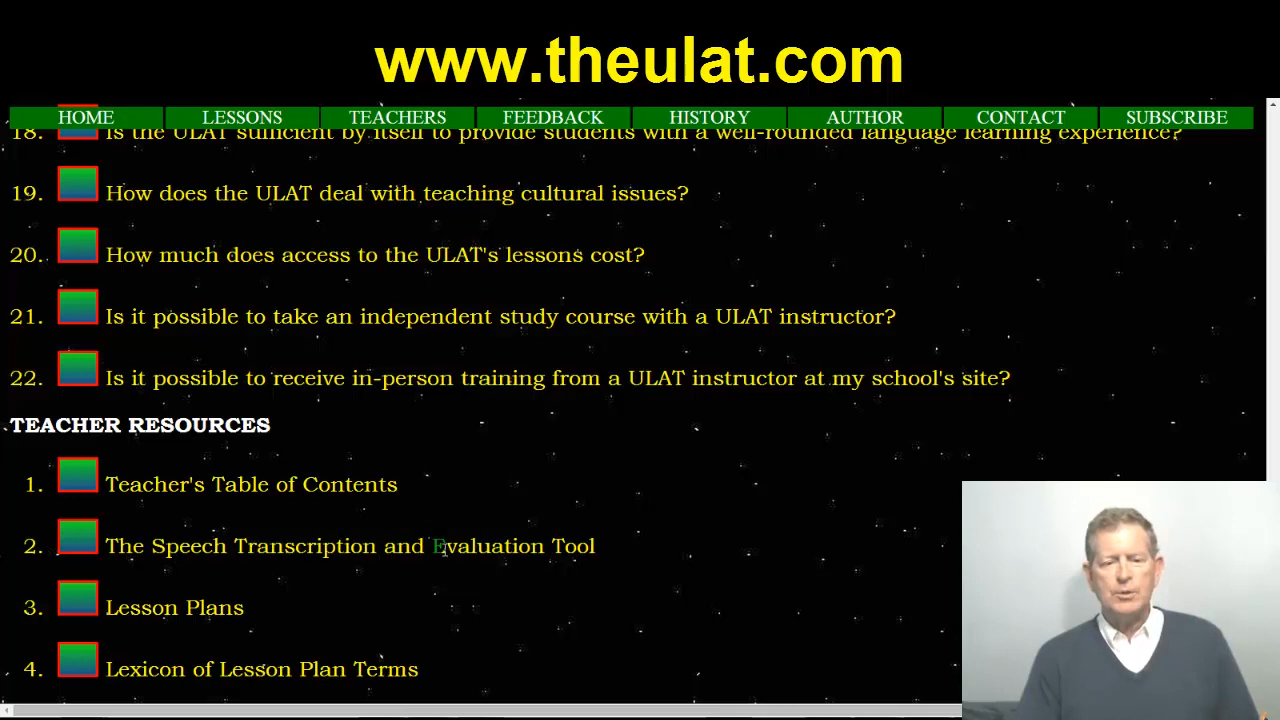 www.theulat.com
HOME LESSONS TEACHERS FEEDBACK HISTORY AUTHOR CONTACT SUBSCRIBE
18. Is the ULAT sufficient by itself to provide students with a well-rounded language learning experience?
19. How does the ULAT deal with teaching cultural issues?
20. How much does access to the ULAT's lessons cost?
21. Is it possible to take an independent study course with a ULAT instructor?
22. Is it possible to receive in-person training from a ULAT instructor at my school's site?
TEACHER RESOURCES
1. Teacher's Table of Contents
2. The Speech Transcription and Evaluation Tool
3. Lesson Plans
4. Lexicon of Lesson Plan Terms